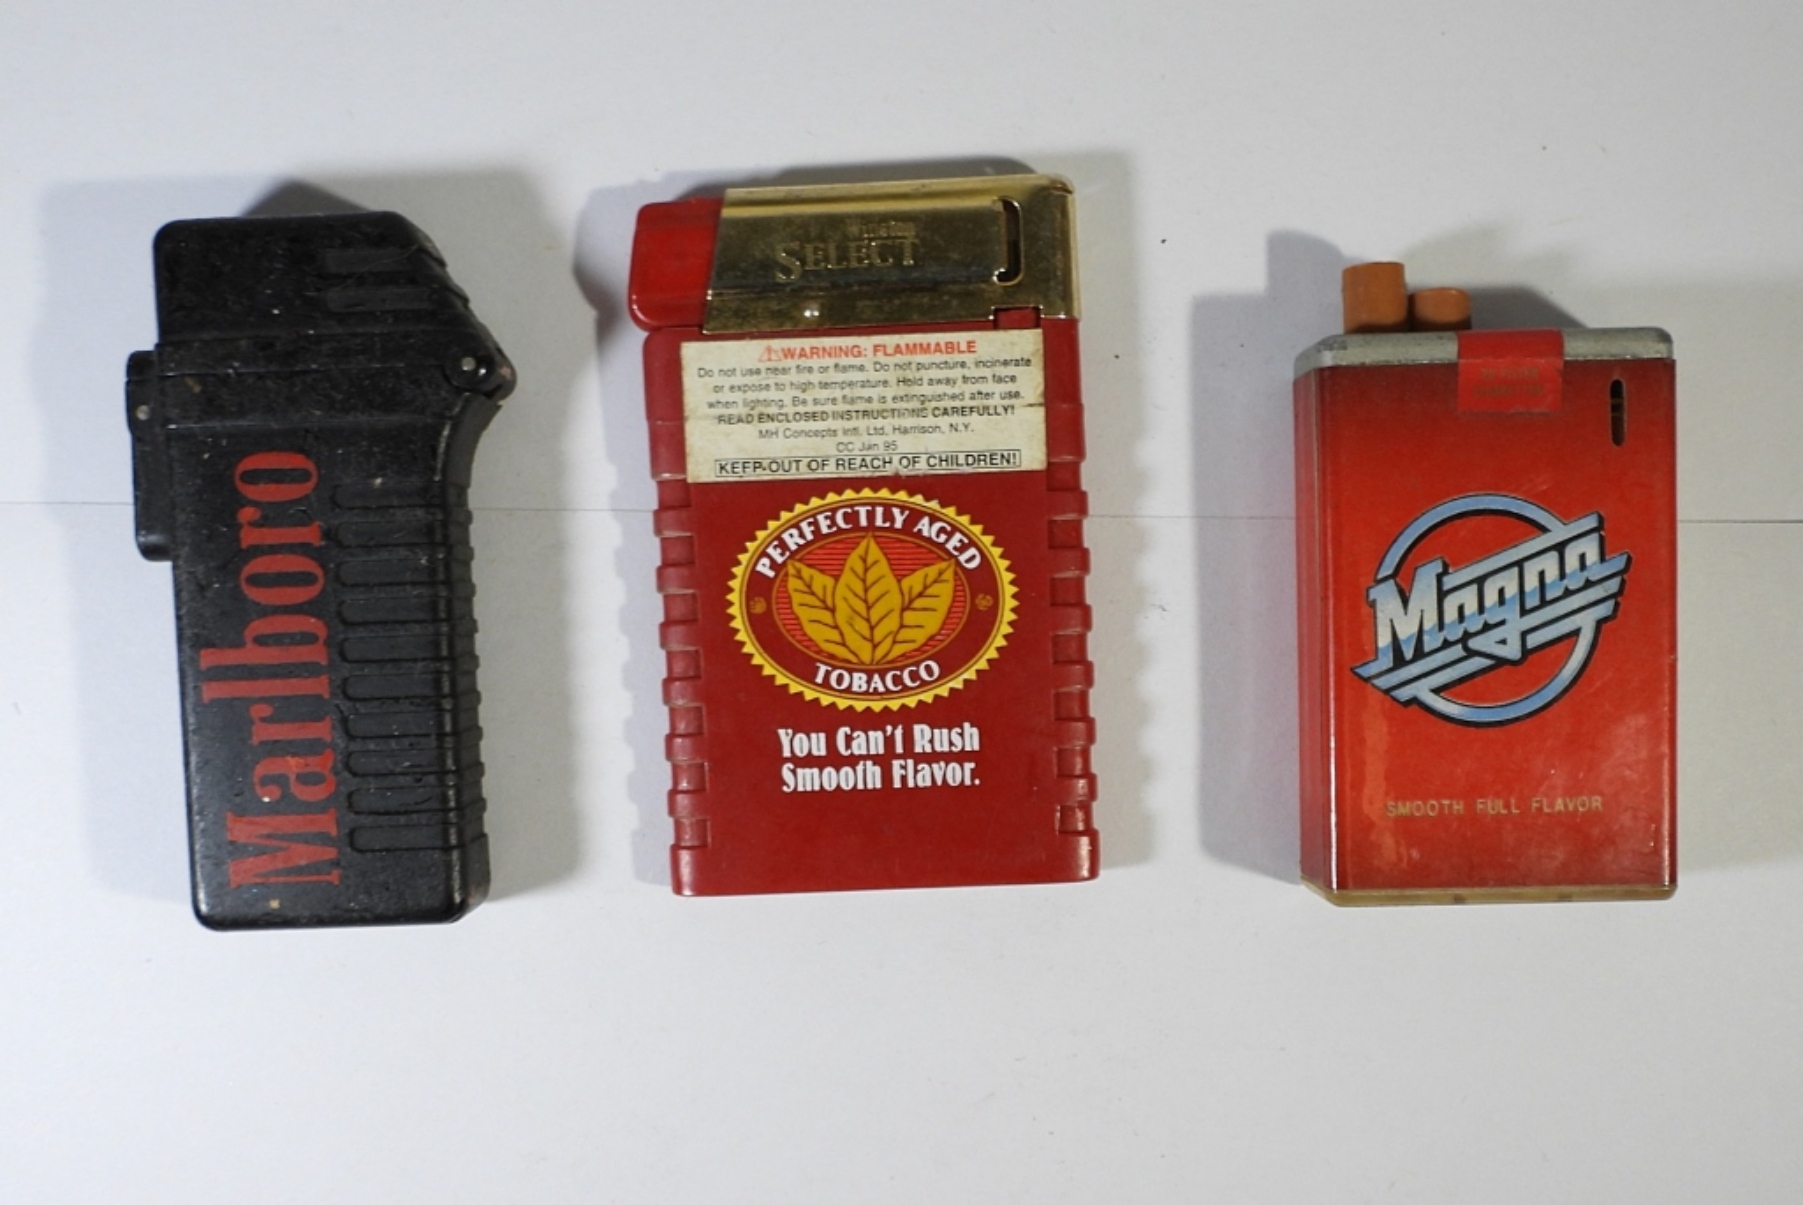 Marlboro
Winston
SELECT
WARNING: FLAMMABLE
Do not use near fire or flame. Do not puncture, incinerate
or expose to high temperature. Hold away from face
when lighting. Be sure flame is extinguished after use.
READ ENCLOSED INSTRUCTIONS CAREFULLY!
MH Concepts Intl. Ltd. Harrison, N.Y.
CC Jan 95
KEEP OUT OF REACH OF CHILDREN!
PERFECTLY AGED
TOBACCO
You Can't Rush
Smooth Flavor.
Magna
SMOOTH FULL FLAVOR